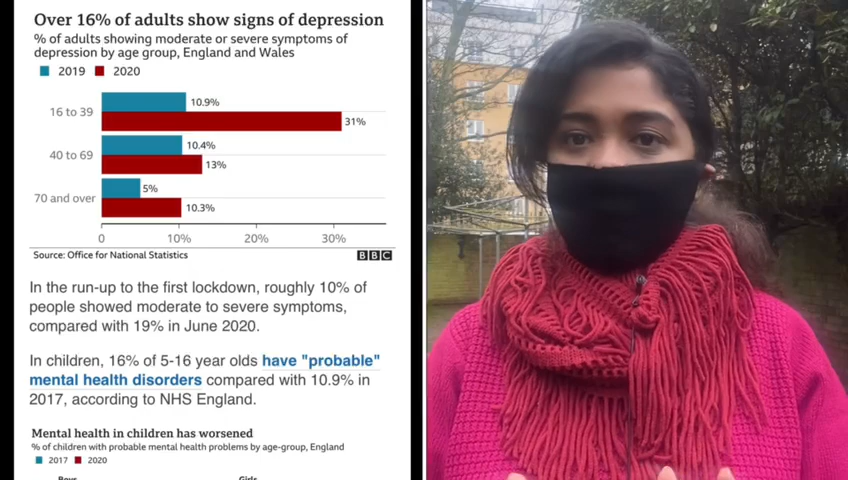 Over 16% of adults show signs of depression
% of adults showing moderate or severe symptoms of
depression by age group, England and Wales
2019 2020
16 to 39 10.9%
31%
40 to 69 10.4%
13%
70 and over 5%
10.3%
0 10% 20% 30%
Source: Office for National Statistics BBC
In the run-up to the first lockdown, roughly 10% of
people showed moderate to severe symptoms,
compared with 19% in June 2020.
In children, 16% of 5-16 year olds have "probable"
mental health disorders compared with 10.9% in
2017, according to NHS England.
Mental health in children has worsened
% of children with probable mental health problems by age-group, England
2017 2020
Boys Girls